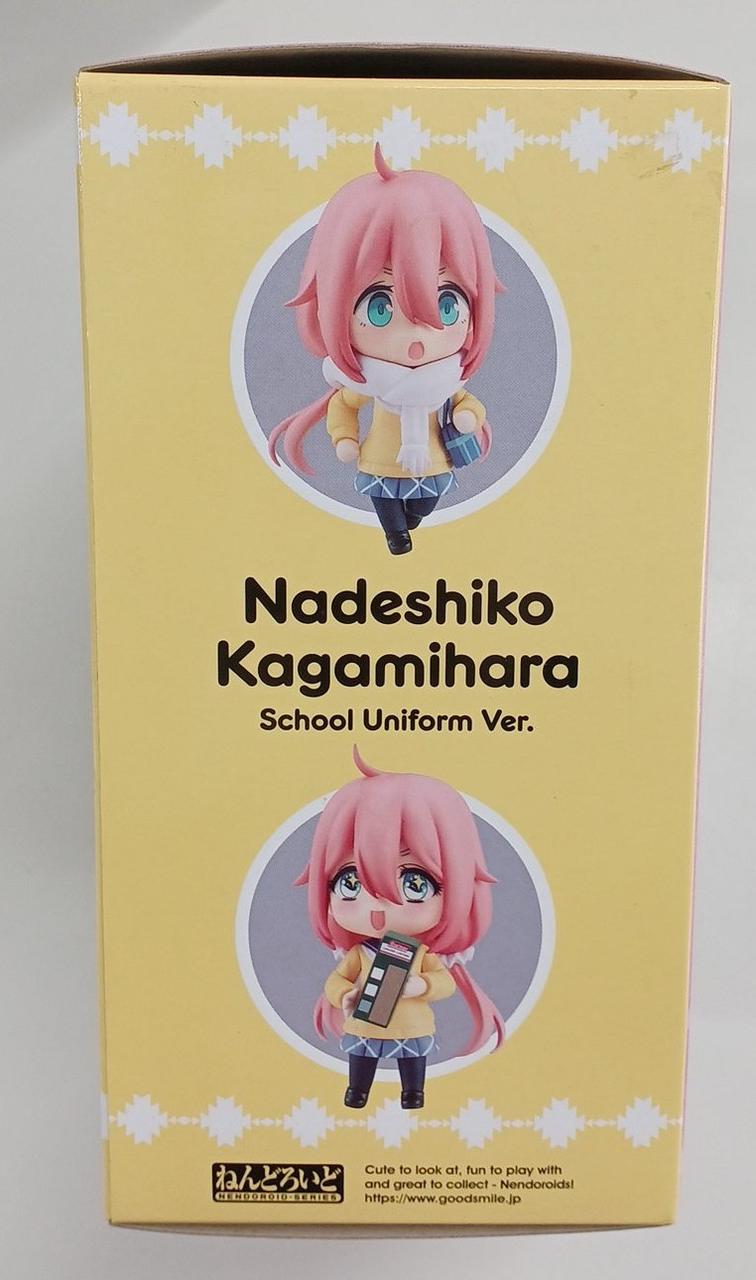 Nadeshiko
Kagamihara
School Uniform Ver.
ねんどろいど
NENDOROID-SERIES
Cute to look at, fun to play with
and great to collect - Nendoroids!
https://www.goodsmile.jp